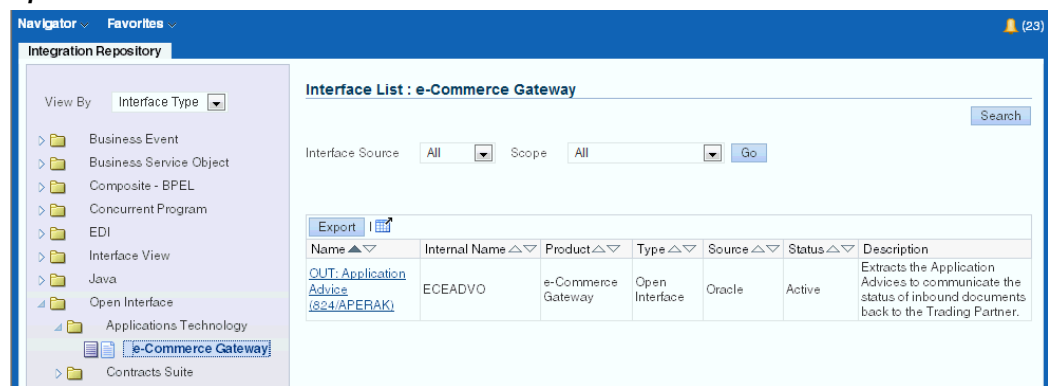 Navigator Favorites (23)
Integration Repository
View By Interface Type
Business Event
Business Service Object
Composite - BPEL
Concurrent Program
EDI
Interface View
Java
Open Interface
Applications Technology
e-Commerce Gateway
Contracts Suite
Interface List : e-Commerce Gateway
Search
Interface Source All Scope All Go
Export
Name Internal Name Product Type Source Status Description
OUT: Application
Advice
(824/APERAK)
ECEADVO
e-Commerce
Gateway
Open
Interface
Oracle
Active
Extracts the Application
Advices to communicate the
status of inbound documents
back to the Trading Partner.